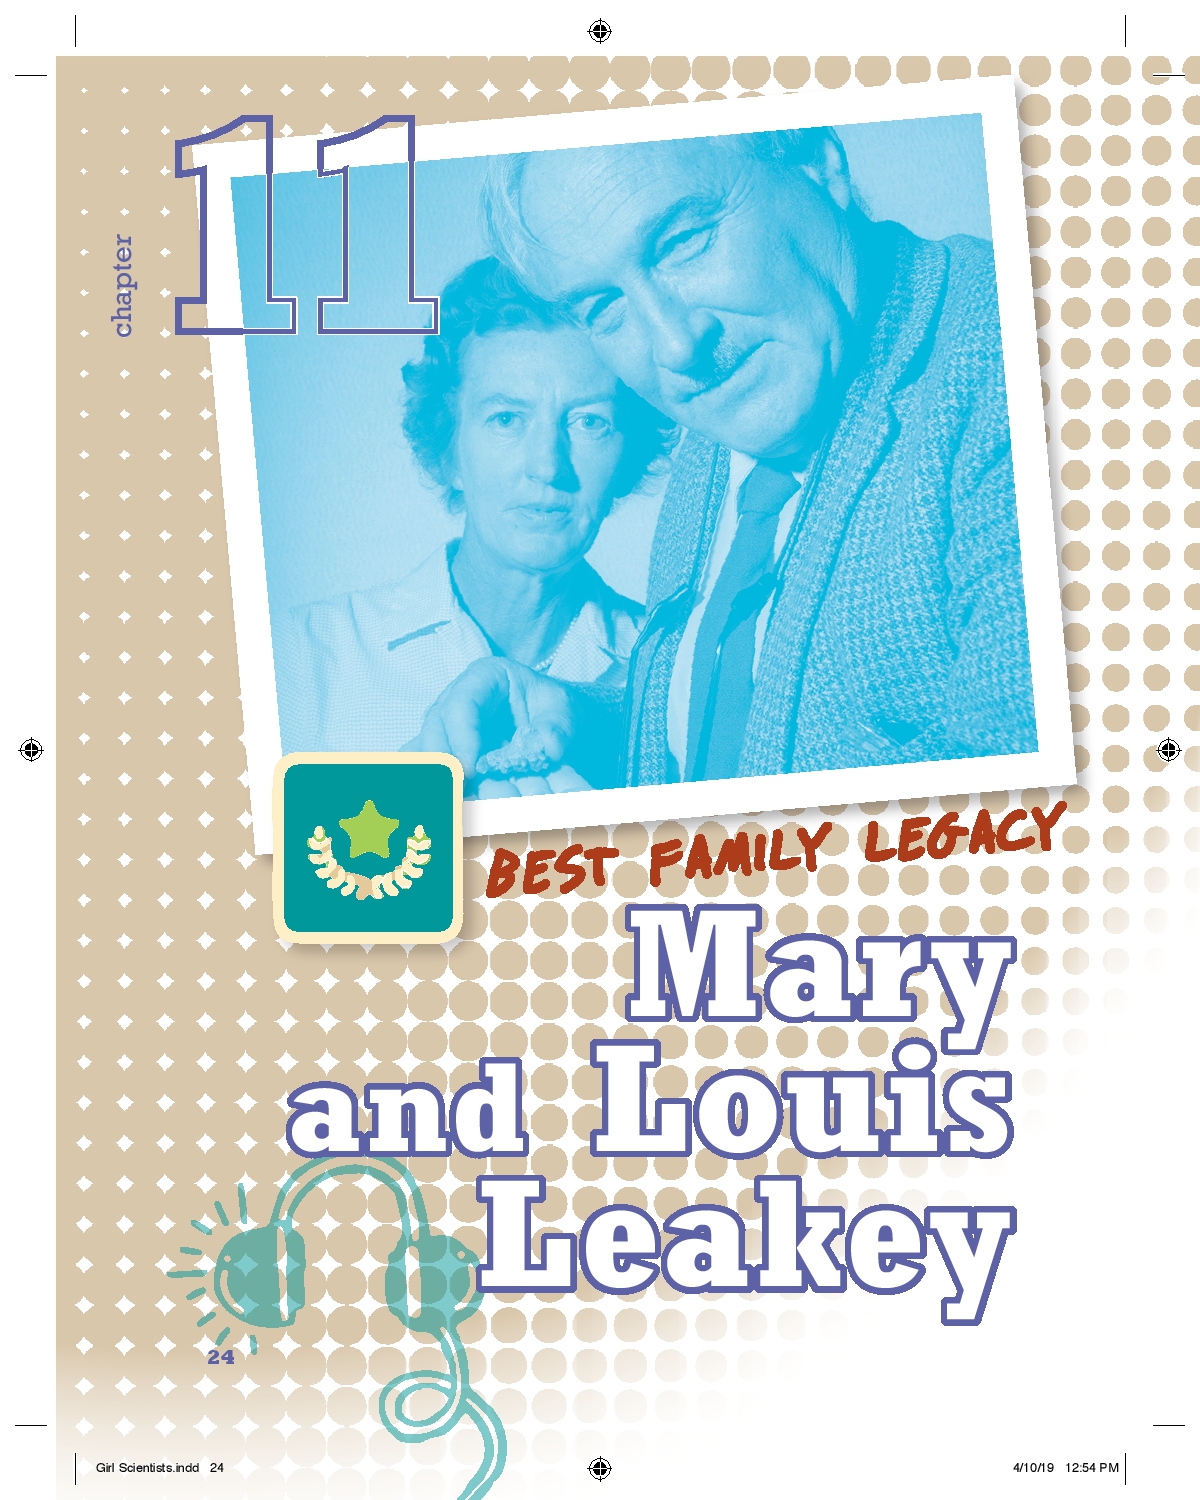 chapter
11
BEST FAMILY LEGACY
Mary
and Louis
Leakey
24
Girl Scientists.indd 24
4/10/19 12:54 PM